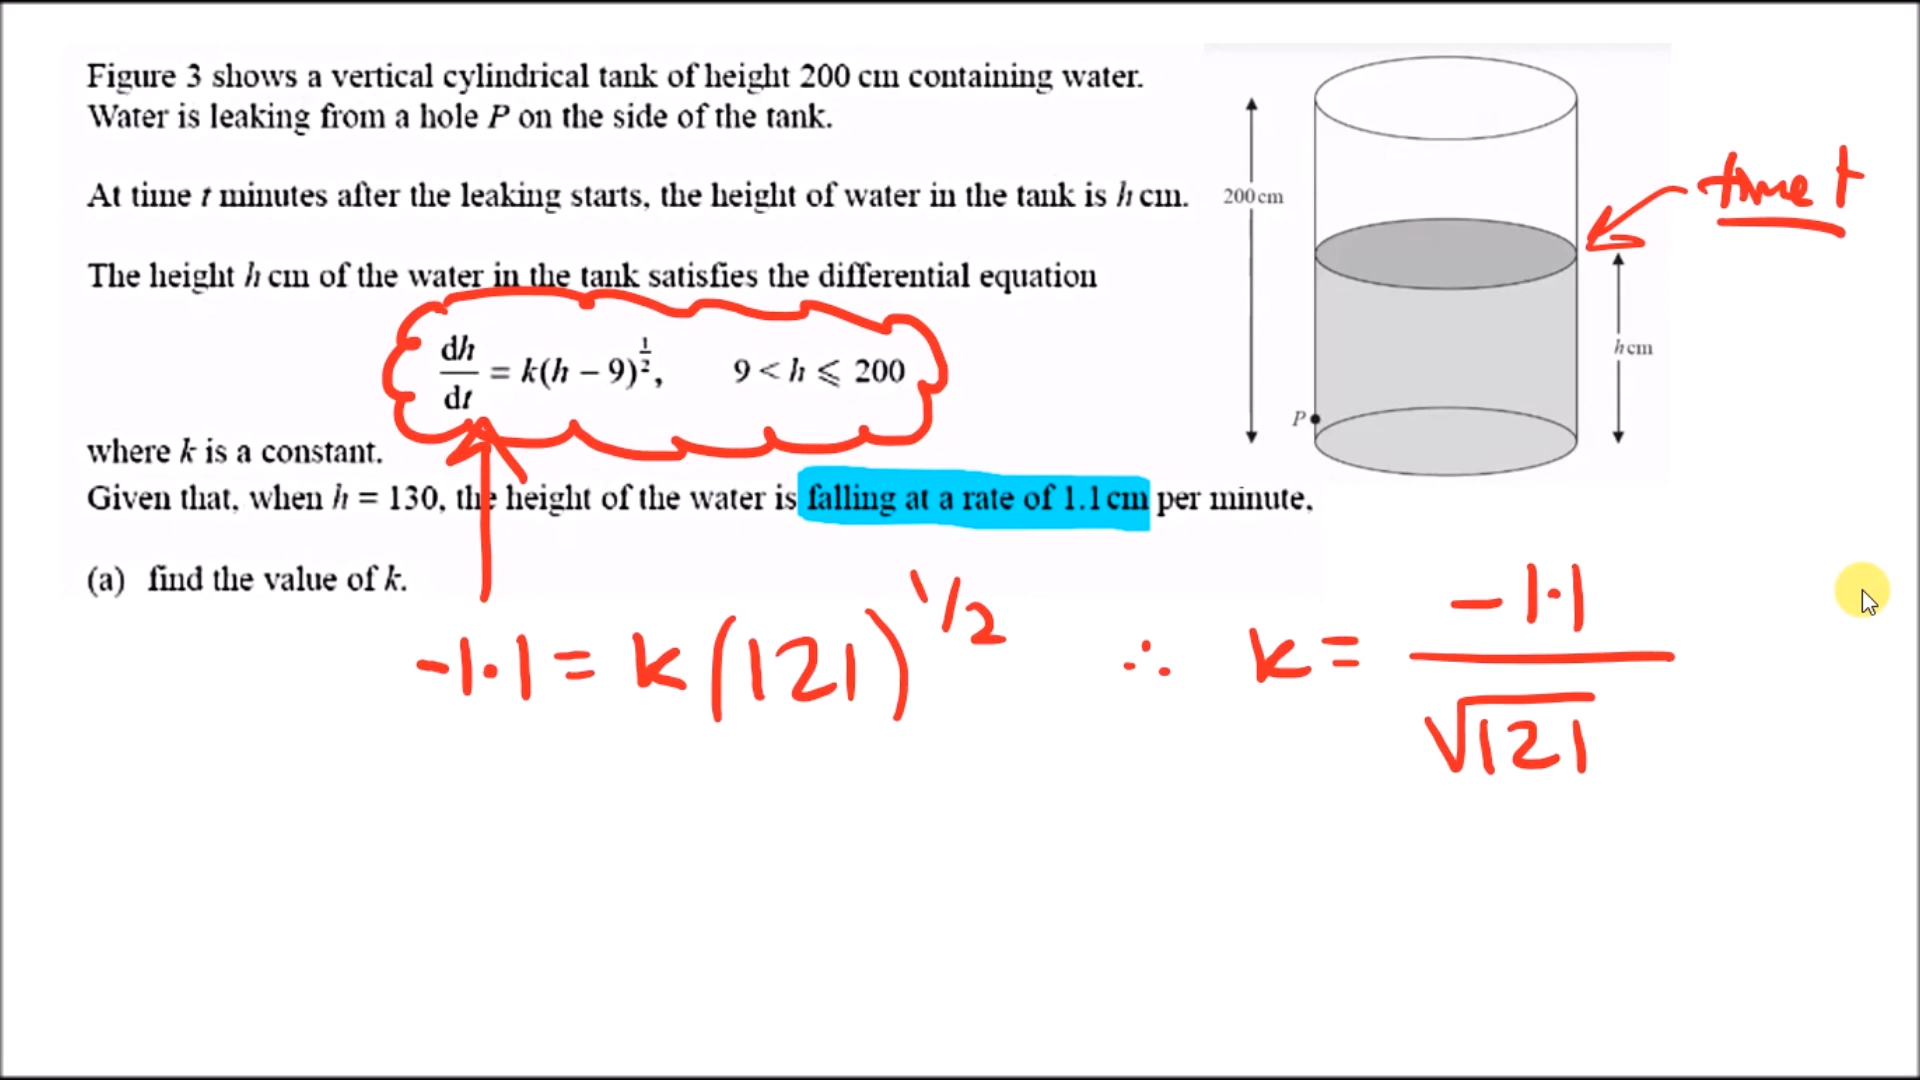 Figure 3 shows a vertical cylindrical tank of height 200 cm containing water.
Water is leaking from a hole P on the side of the tank.
At time t minutes after the leaking starts, the height of water in the tank is h cm.
The height h cm of the water in the tank satisfies the differential equation
dh/dt = k(h − 9)^½, 9 < h ⩽ 200
where k is a constant.
Given that, when h = 130, the height of the water is falling at a rate of 1.1 cm per minute,
(a) find the value of k.
200 cm
time t
h cm
P
-1·1 = k(121)^1/2 ∴ k = -1·1/√121